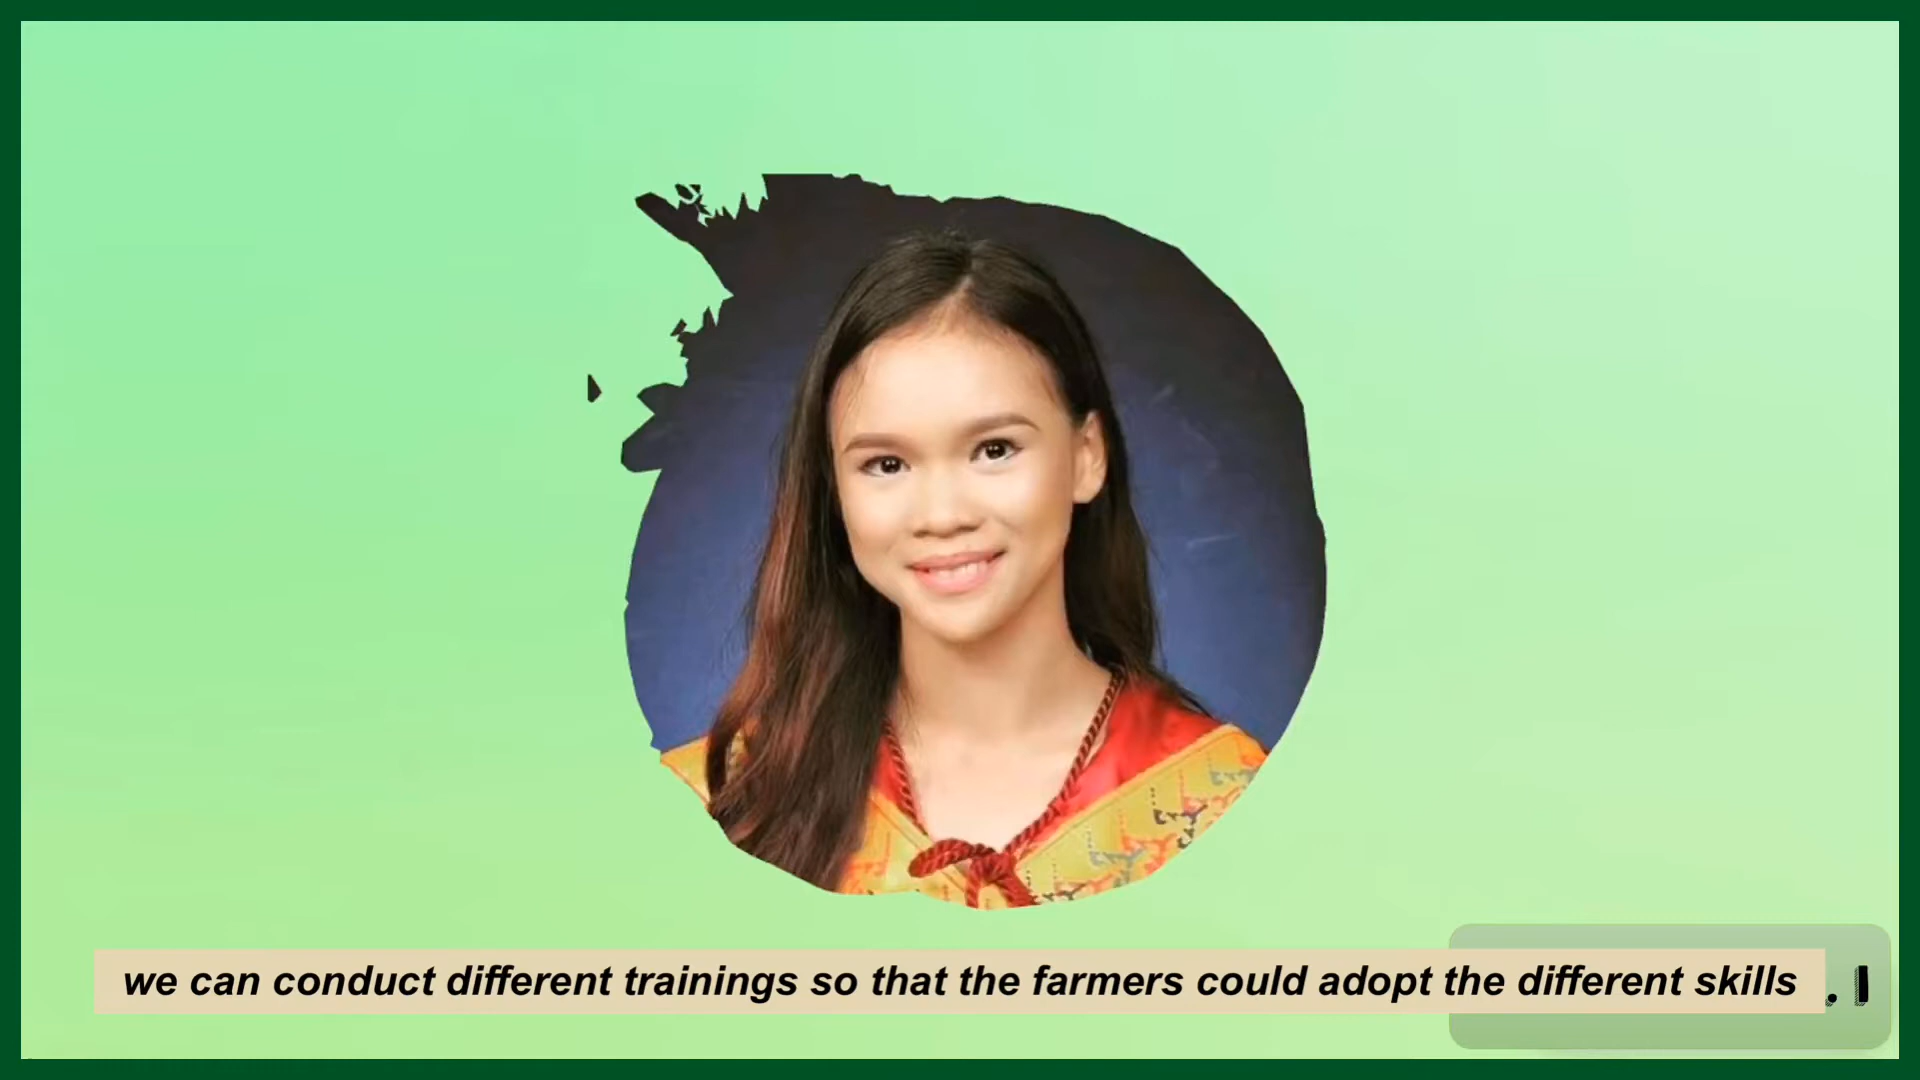 we can conduct different trainings so that the farmers could adopt the different skills